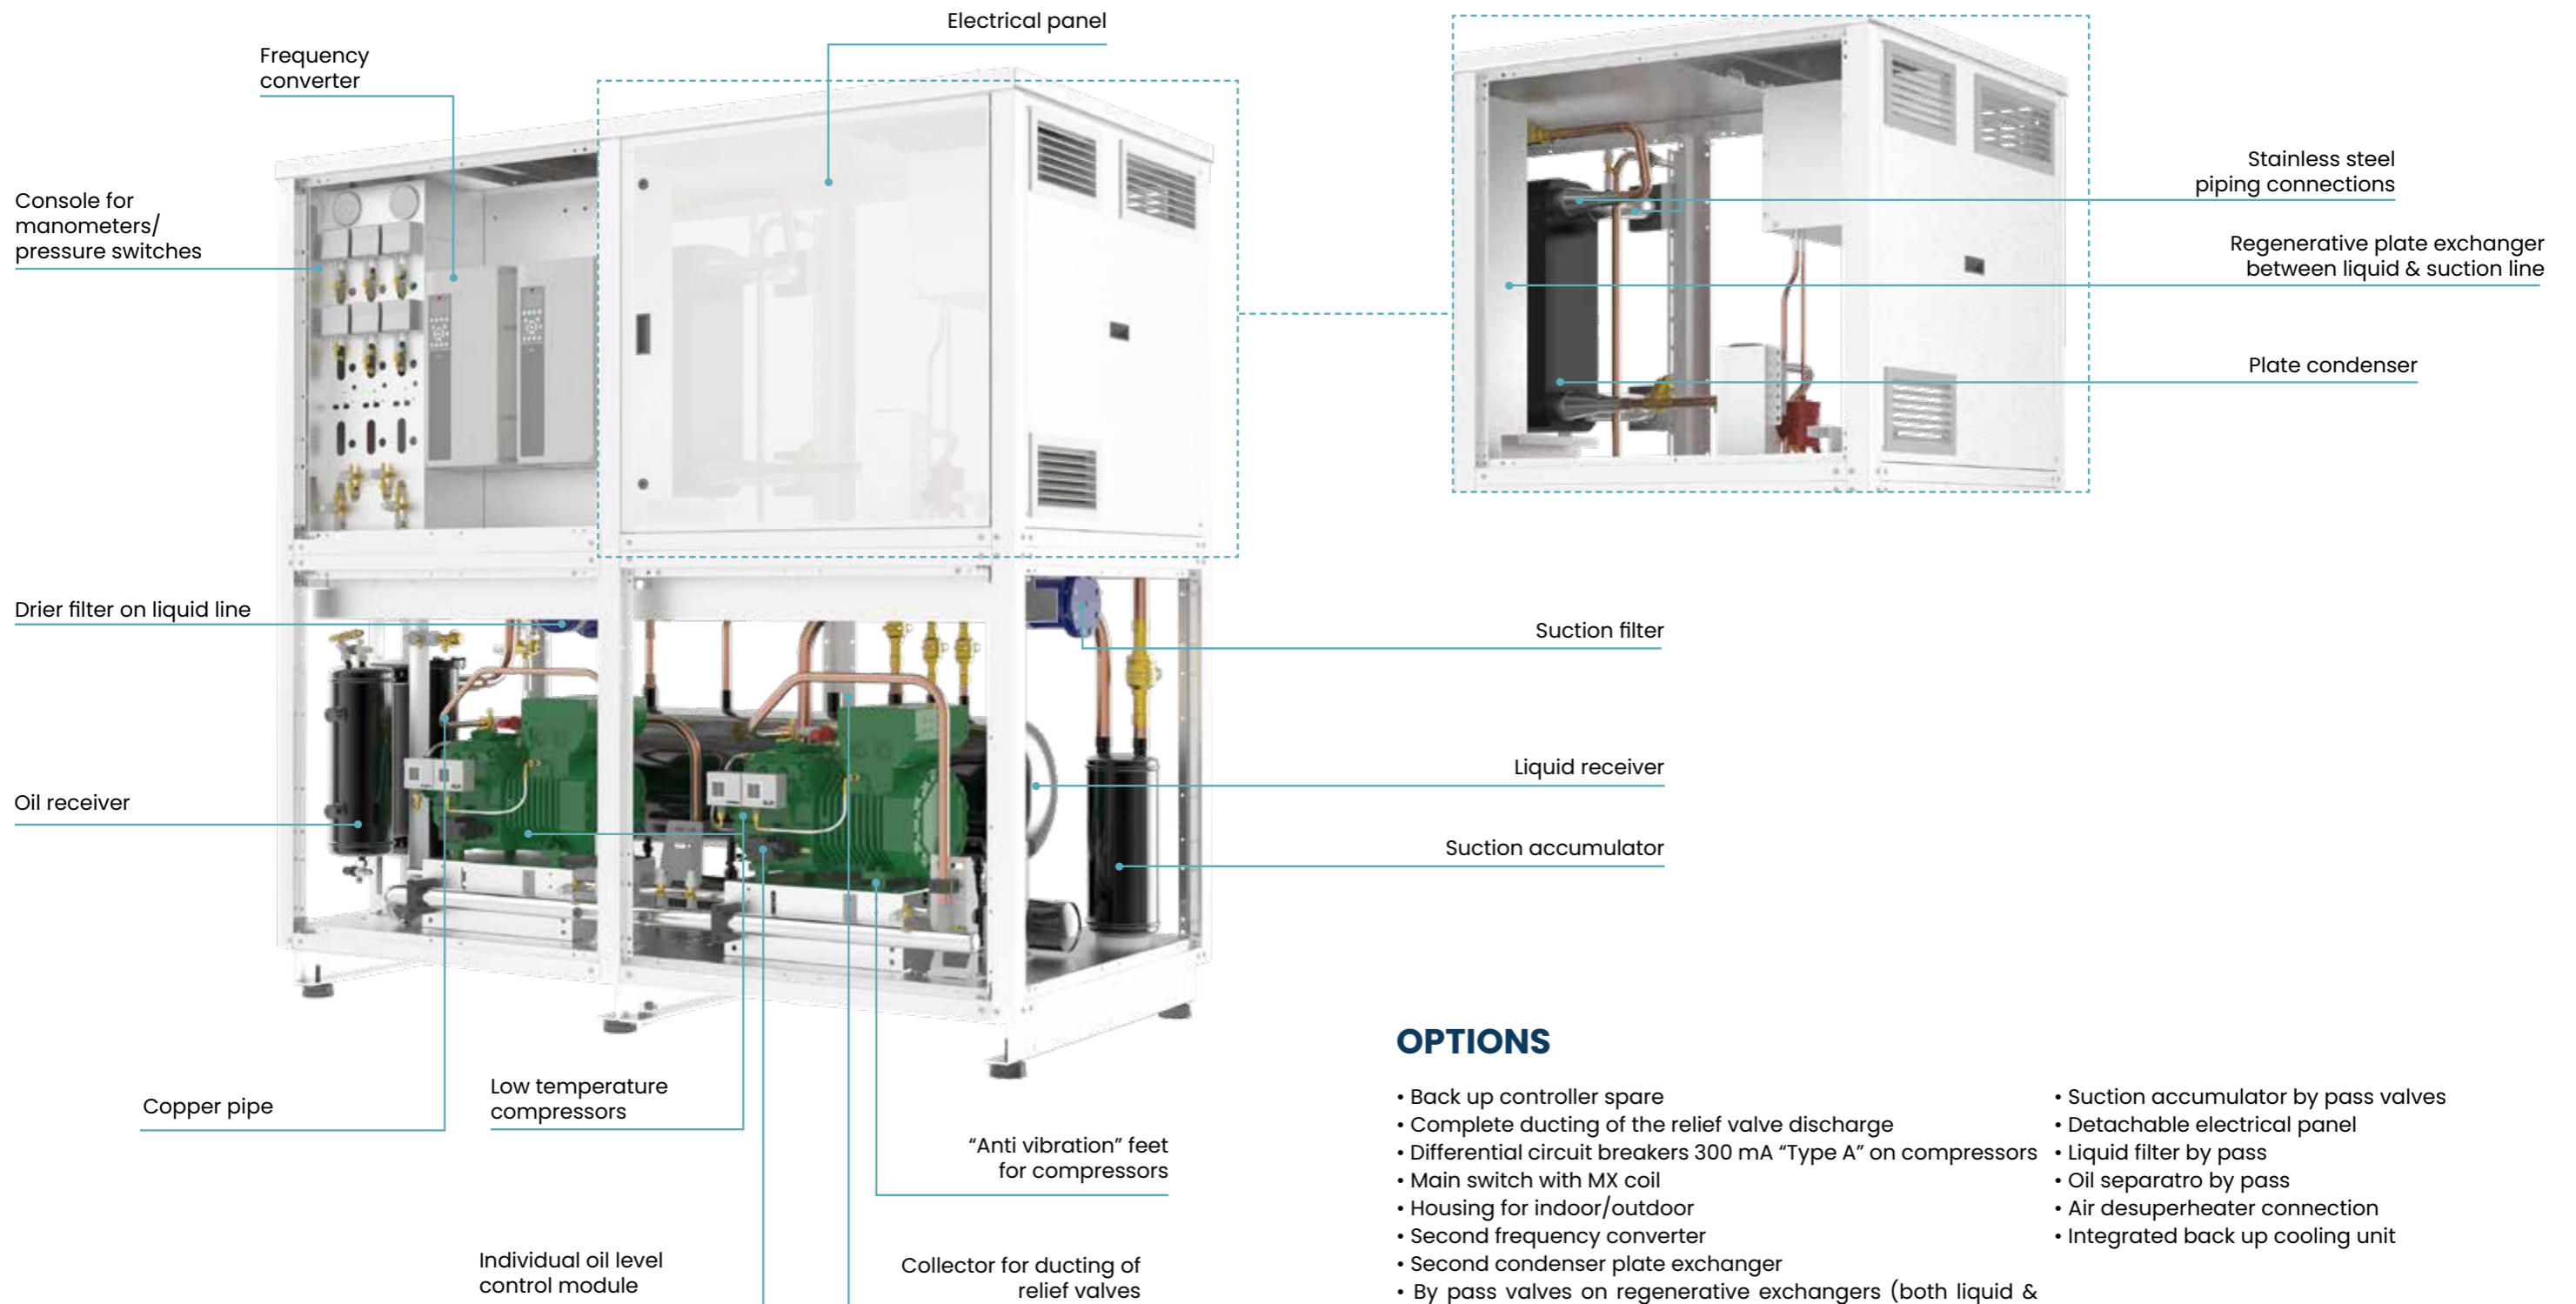 Electrical panel
Frequency
converter
Console for
manometers/
pressure switches
Stainless steel
piping connections
Regenerative plate exchanger
between liquid & suction line
Plate condenser
Drier filter on liquid line
Suction filter
Liquid receiver
Oil receiver
Suction accumulator
Copper pipe
Low temperature
compressors
“Anti vibration” feet
for compressors
Individual oil level
control module
Collector for ducting of
relief valves
OPTIONS
• Back up controller spare
• Complete ducting of the relief valve discharge
• Differential circuit breakers 300 mA “Type A” on compressors
• Main switch with MX coil
• Housing for indoor/outdoor
• Second frequency converter
• Second condenser plate exchanger
• By pass valves on regenerative exchangers (both liquid &
• Suction accumulator by pass valves
• Detachable electrical panel
• Liquid filter by pass
• Oil separatro by pass
• Air desuperheater connection
• Integrated back up cooling unit